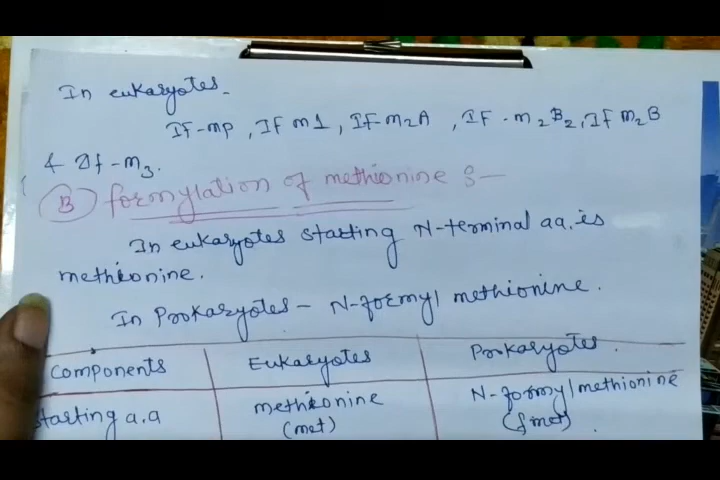 In eukaryotes.
IF-mp, IF m1, IF-m2A, IF-m2B2, IF m2B
& If-m3.
B formylation of methionine :-
In eukaryotes starting N-terminal aa. is
methionine.
In Prokaryotes - N-formyl methionine.
Components Eukaryotes Prokaryotes.
starting a.a methionine (met) N-formyl methionine (fmet).